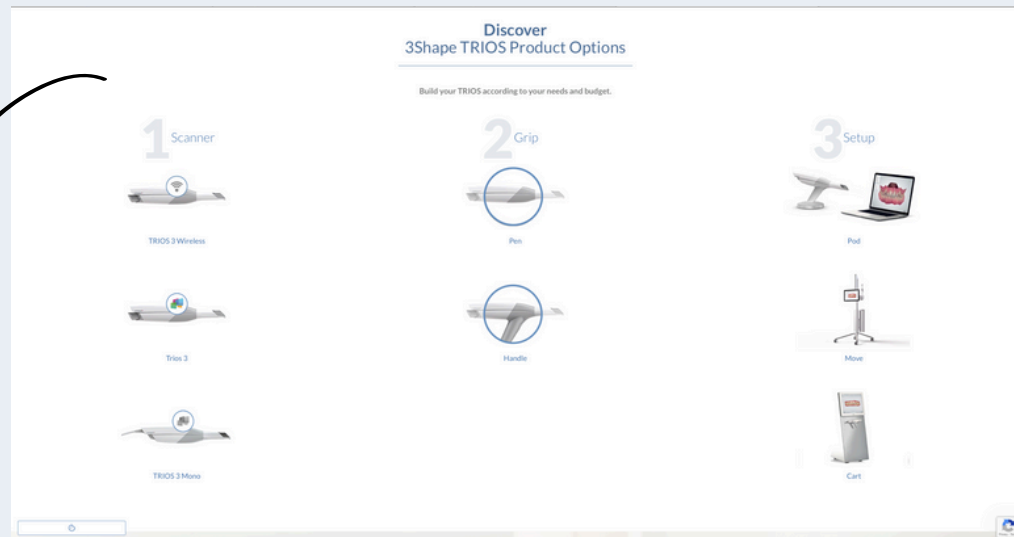 Discover
3Shape TRIOS Product Options
Build your TRIOS according to your needs and budget.
1 Scanner
TRIOS 3 Wireless
Trios 3
TRIOS 3 Mono
2 Grip
Pen
Handle
3 Setup
Pod
Move
Cart